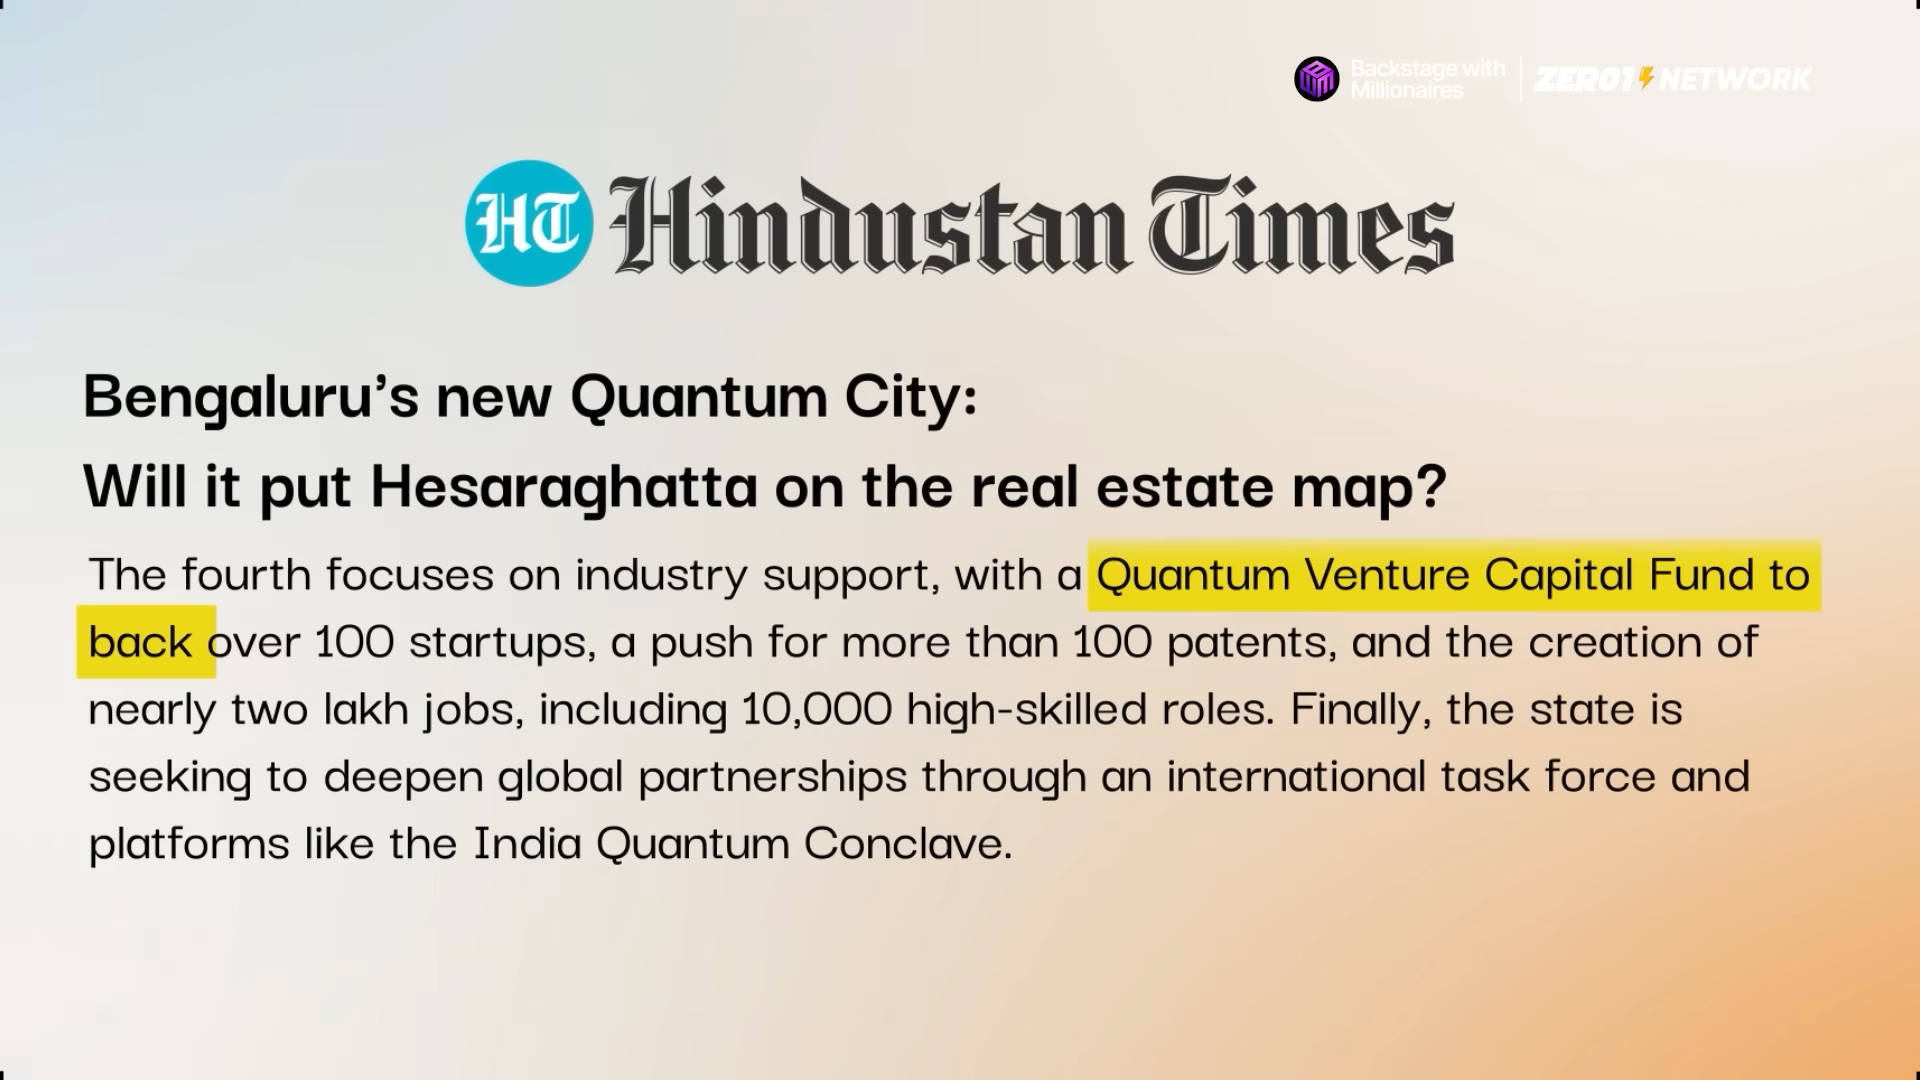 Backstage with
Millionaires
ZERO1 NETWORK
HT Hindustan Times
Bengaluru’s new Quantum City:
Will it put Hesaraghatta on the real estate map?
The fourth focuses on industry support, with a Quantum Venture Capital Fund to
back over 100 startups, a push for more than 100 patents, and the creation of
nearly two lakh jobs, including 10,000 high-skilled roles. Finally, the state is
seeking to deepen global partnerships through an international task force and
platforms like the India Quantum Conclave.